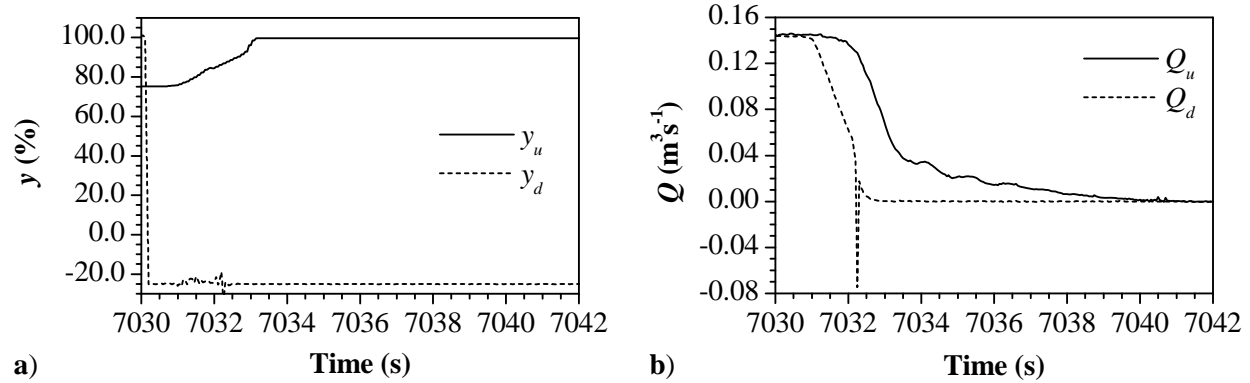 100.0
80.0
60.0
40.0
20.0
0.0
-20.0
y (%)
y_u
y_d
7030 7032 7034 7036 7038 7040 7042
Time (s)
a)
0.16
0.12
0.08
0.04
0.00
-0.04
-0.08
Q (m³s⁻¹)
Q_u
Q_d
7030 7032 7034 7036 7038 7040 7042
Time (s)
b)